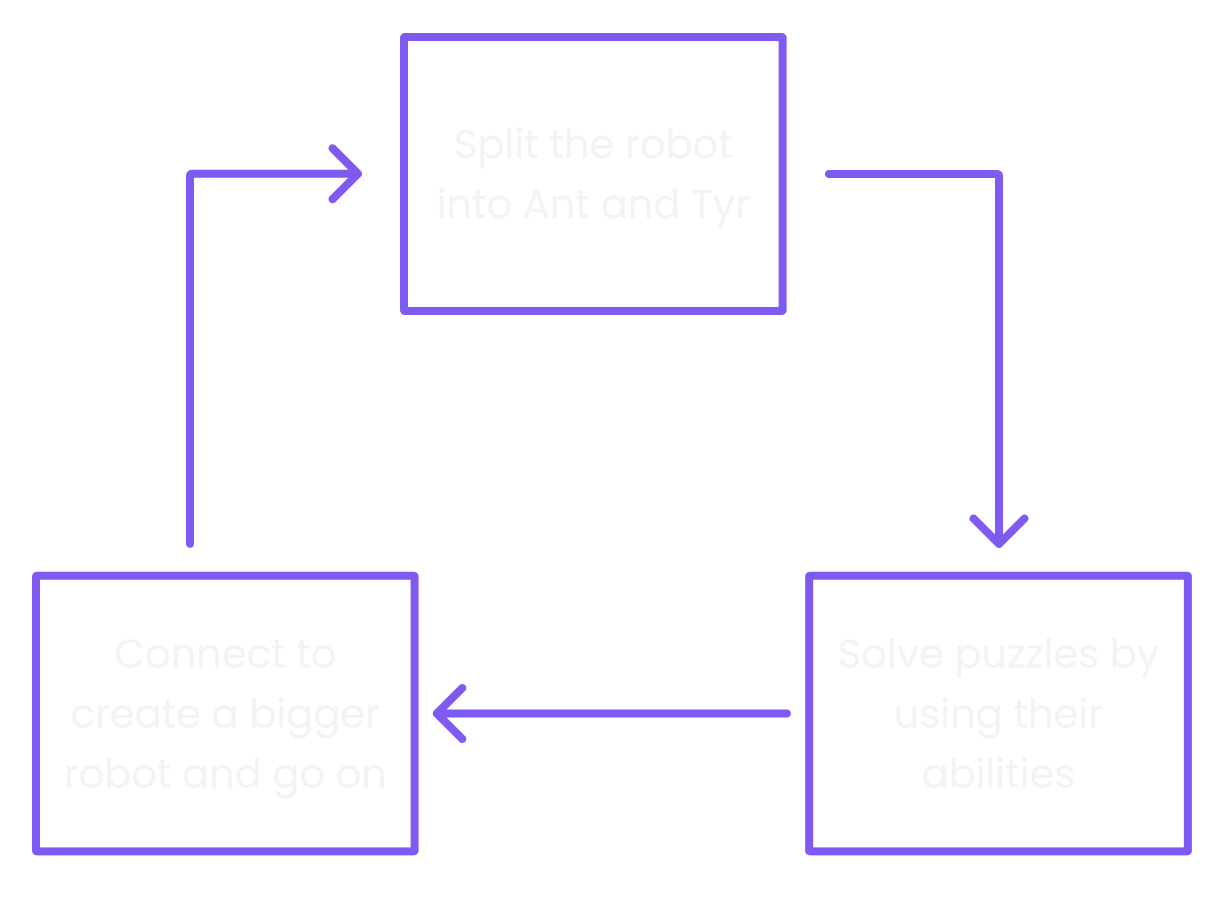 Split the robot
into Ant and Tyr
Connect to
create a bigger
robot and go on
Solve puzzles by
using their
abilities